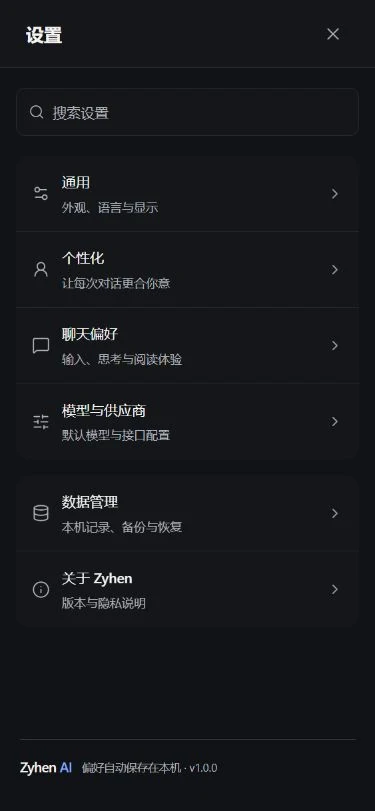 设置
搜索设置
通用
外观、语言与显示
个性化
让每次对话更合你意
聊天偏好
输入、思考与阅读体验
模型与供应商
默认模型与接口配置
数据管理
本机记录、备份与恢复
关于 Zyhen
版本与隐私说明
Zyhen AI 偏好自动保存在本机 · v1.0.0